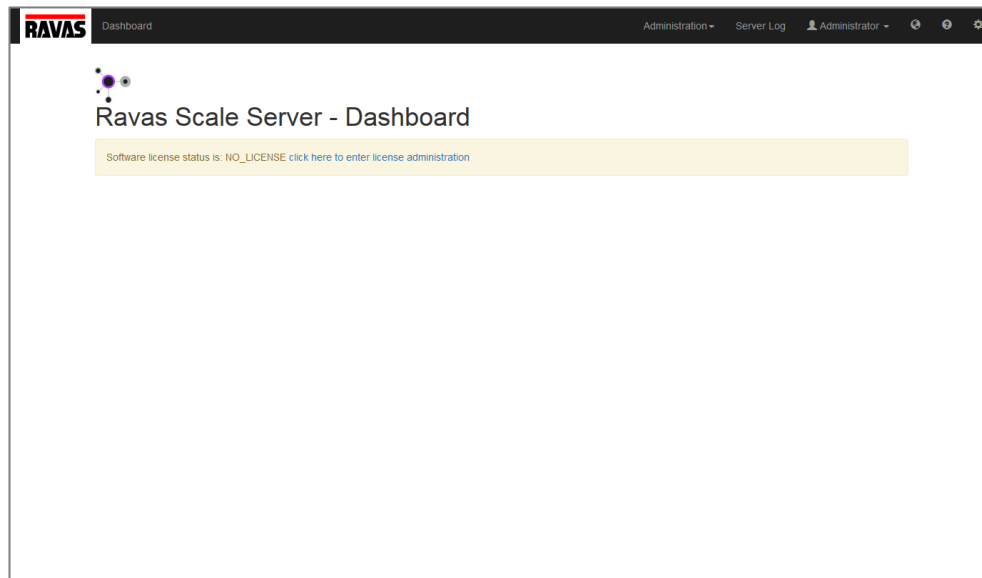 RAVAS Dashboard Administration Server Log Administrator
Ravas Scale Server - Dashboard
Software license status is: NO_LICENSE click here to enter license administration